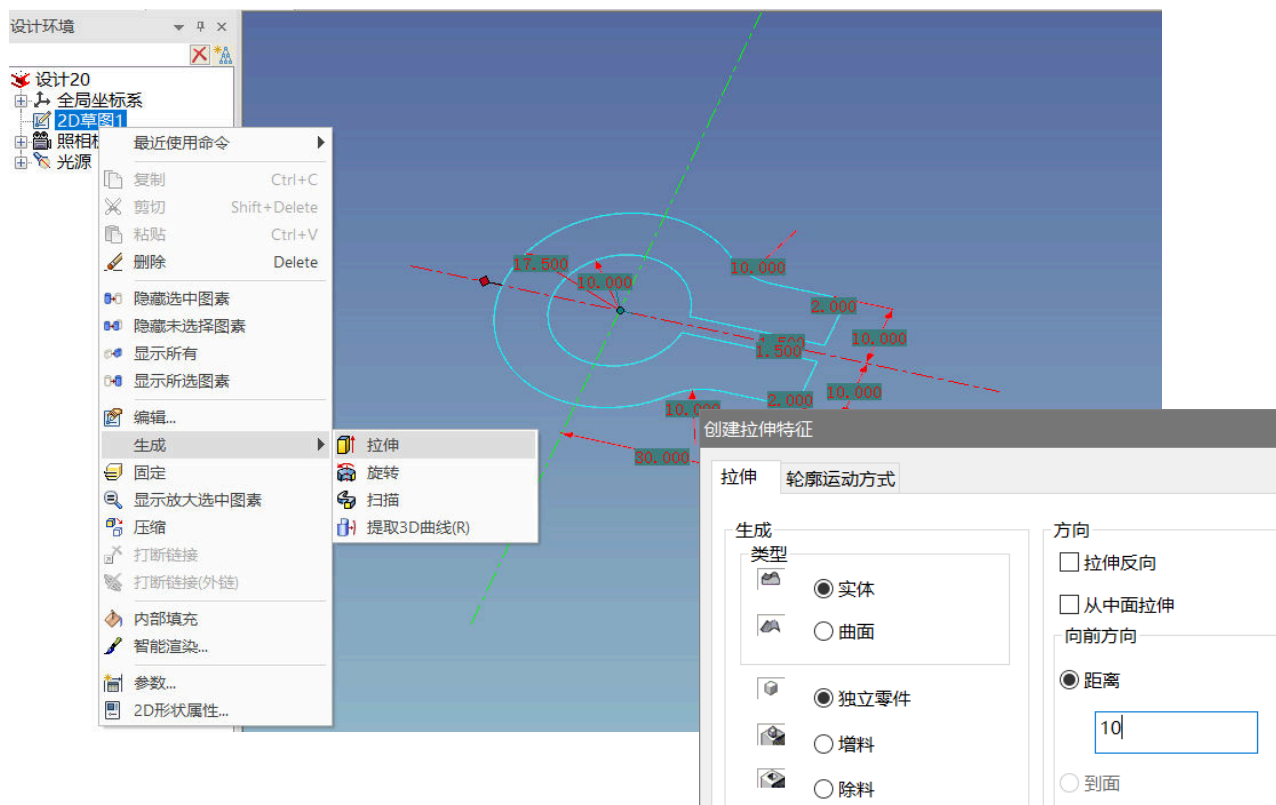 设计环境
设计20
全局坐标系
2D草图1
照相机
光源
最近使用命令
复制 Ctrl+C
剪切 Shift+Delete
粘贴 Ctrl+V
删除 Delete
隐藏选中图素
隐藏未选择图素
显示所有
显示所选图素
编辑...
生成
固定
显示放大选中图素
压缩
打断链接
打断链接(外链)
内部填充
智能渲染...
参数...
2D形状属性...
拉伸
旋转
扫描
提取3D曲线(R)
17.500
10.000
10.000
2.000
10.000
1.500
10.000
2.000
10.000
30.000
创建拉伸特征
拉伸 轮廓运动方式
生成
类型
实体
曲面
独立零件
增料
除料
方向
拉伸反向
从中面拉伸
向前方向
距离
10
到面